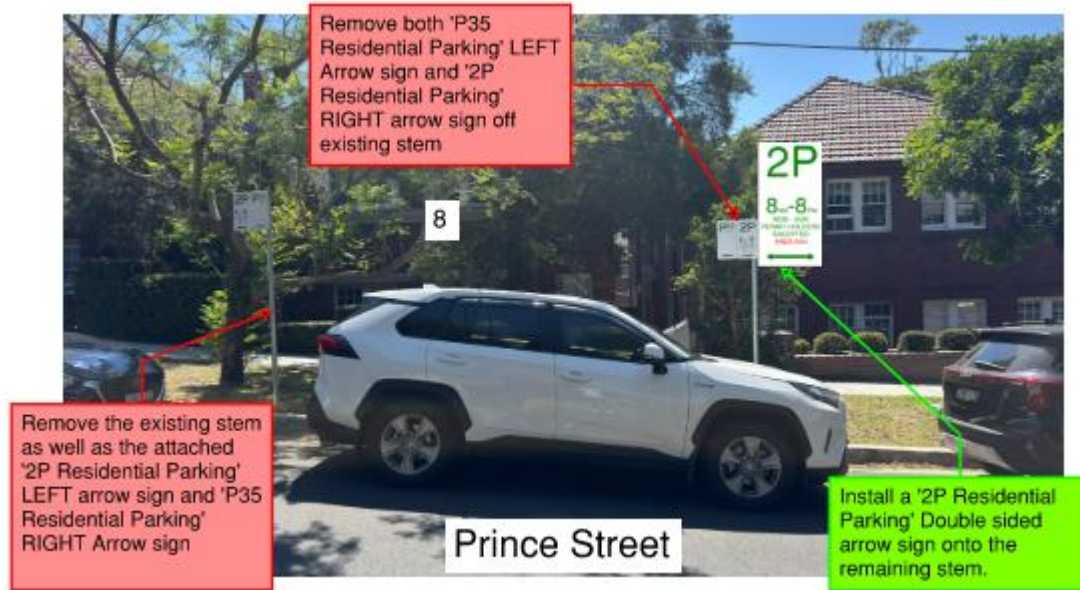 Remove both 'P35
Residential Parking' LEFT
Arrow sign and '2P
Residential Parking'
RIGHT arrow sign off
existing stem
2P
8
8AM-8PM
2P
2P
Remove the existing stem
as well as the attached
'2P Residential Parking'
LEFT arrow sign and 'P35
Residential Parking'
RIGHT Arrow sign
Prince Street
Install a '2P Residential
Parking' Double sided
arrow sign onto the
remaining stem.